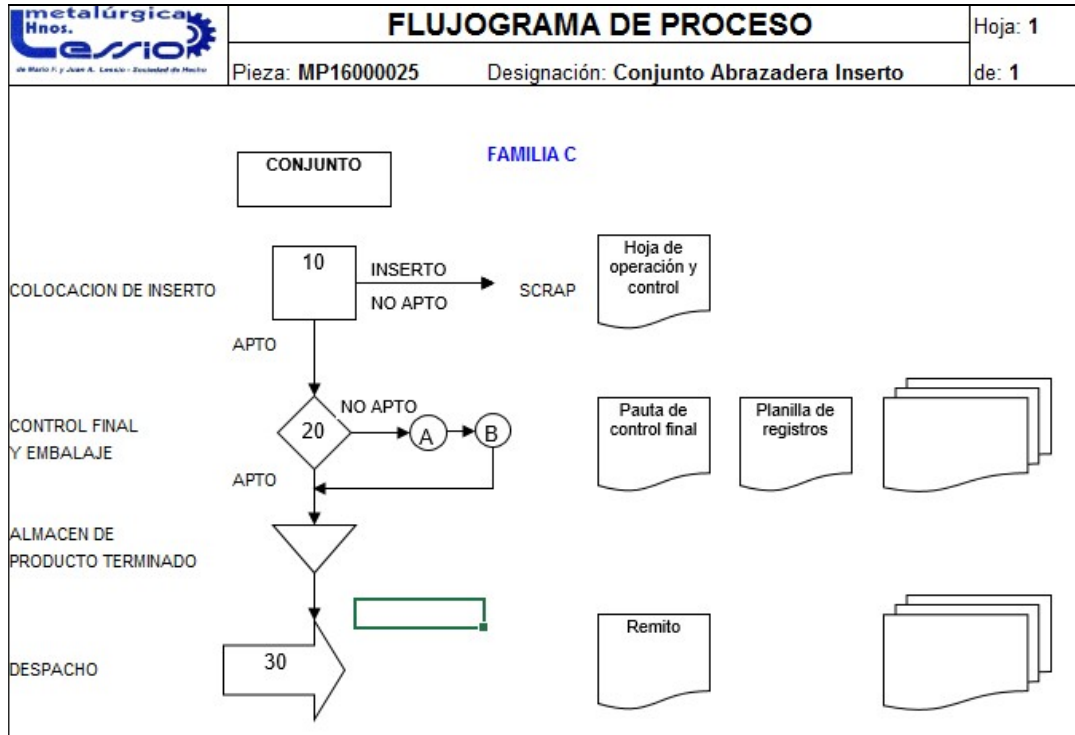 metalúrgica
Hnos.
Lessio
de Mario F. y Juan A. Lessio - Sociedad de Hecho
FLUJOGRAMA DE PROCESO
Hoja: 1
Pieza: MP16000025
Designación: Conjunto Abrazadera Inserto
de: 1
CONJUNTO
FAMILIA C
COLOCACION DE INSERTO
10
INSERTO
NO APTO
SCRAP
Hoja de
operación y
control
APTO
CONTROL FINAL
Y EMBALAJE
20
NO APTO
A
B
Pauta de
control final
Planilla de
registros
APTO
ALMACEN DE
PRODUCTO TERMINADO
DESPACHO
30
Remito